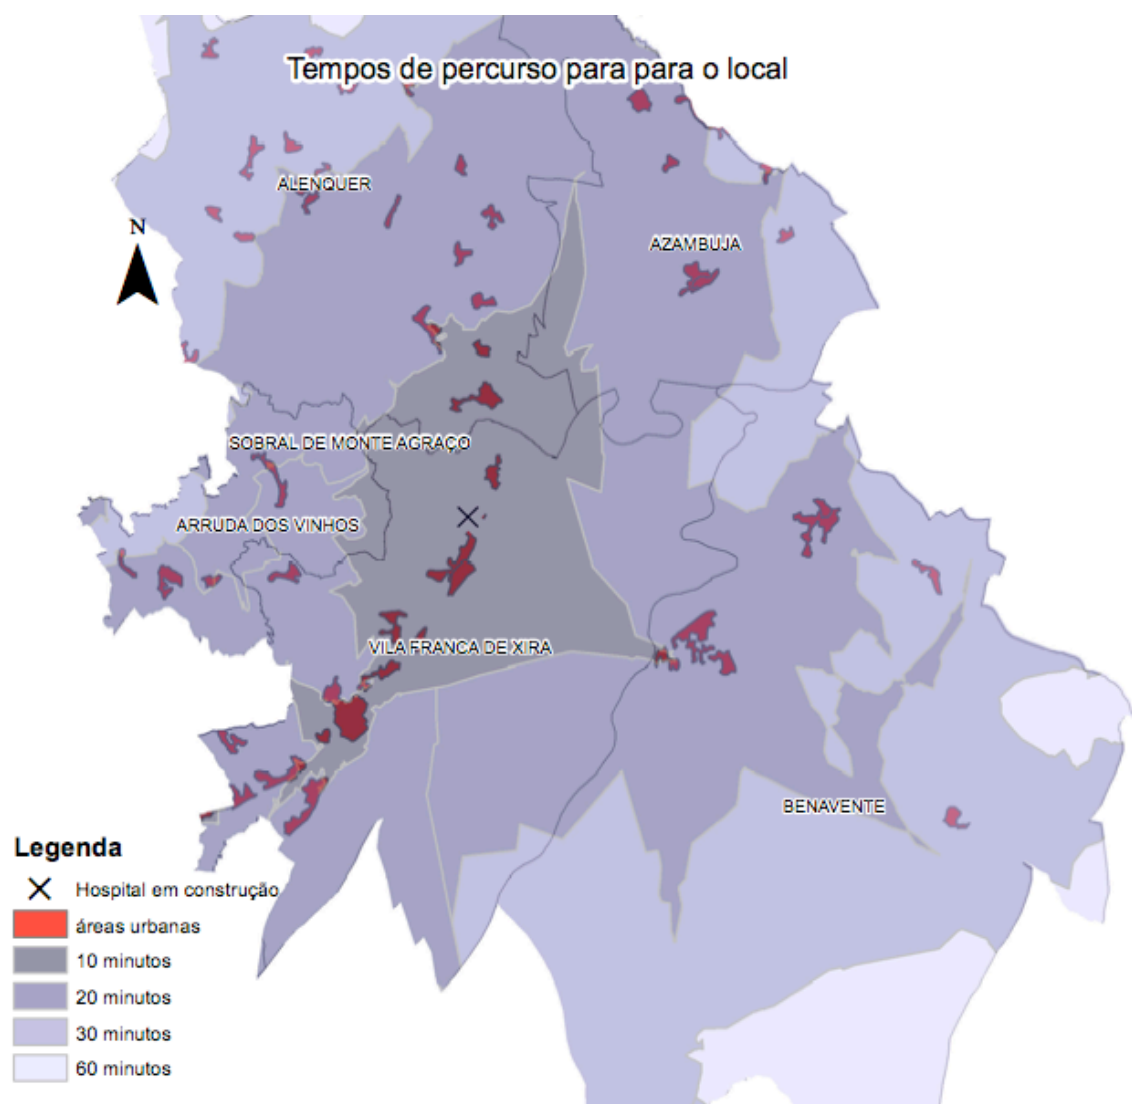 Tempos de percurso para para o local
ALENQUER
N
AZAMBUJA
SOBRAL DE MONTE AGRAÇO
ARRUDA DOS VINHOS
VILA FRANCA DE XIRA
BENAVENTE
Legenda
Hospital em construção
áreas urbanas
10 minutos
20 minutos
30 minutos
60 minutos